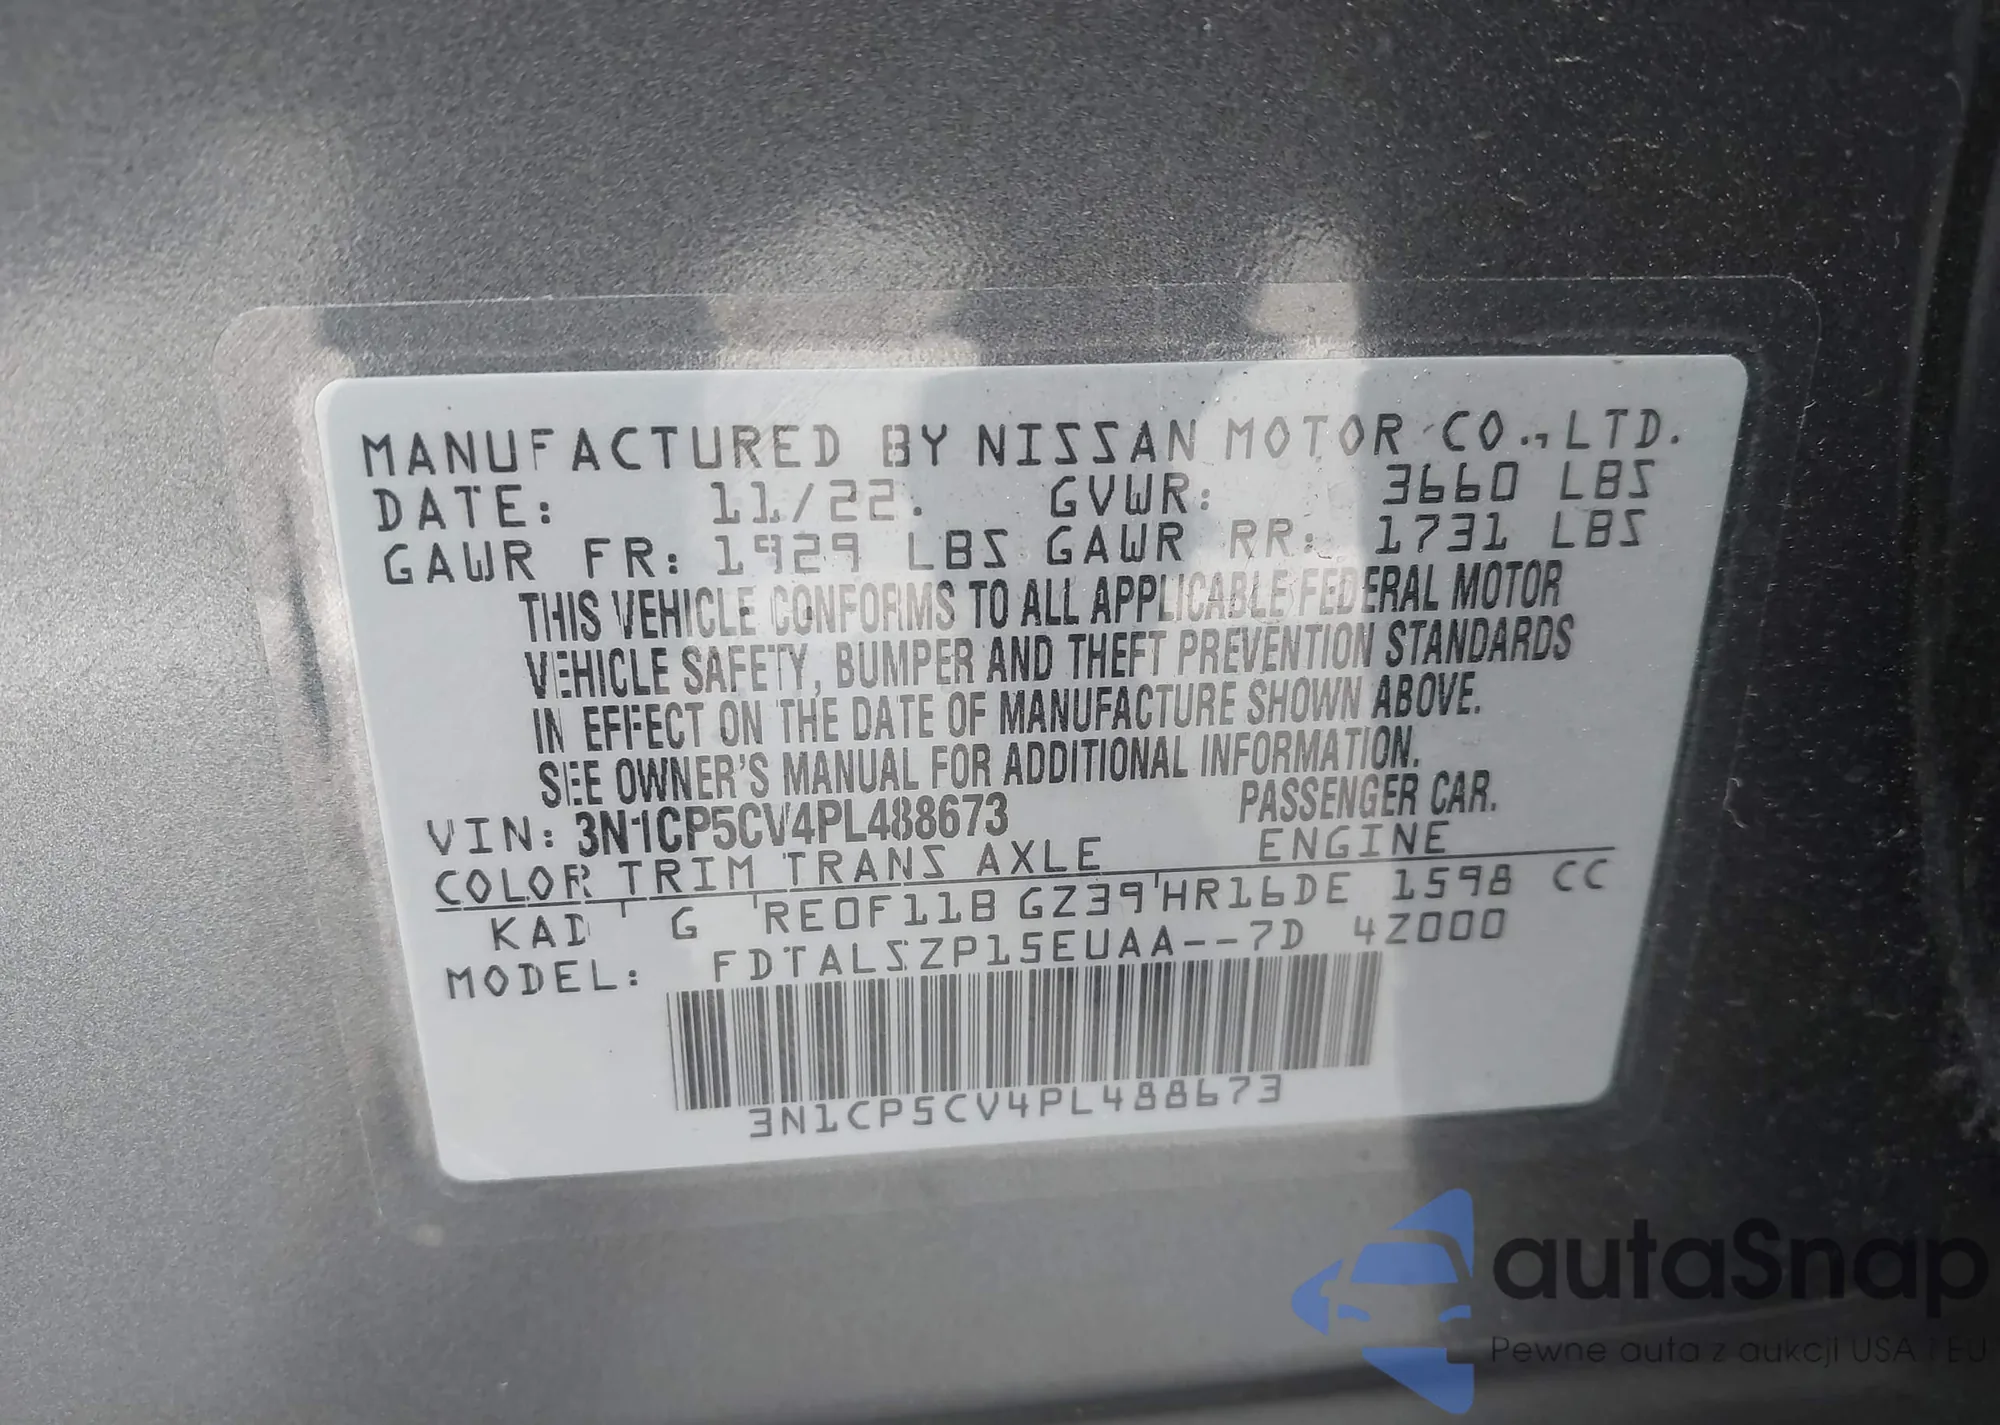 MANUFACTURED BY NISSAN MOTOR CO., LTD.
DATE: 11/22. GVWR: 3660 LBS
GAWR FR: 1929 LBS GAWR RR: 1731 LBS
THIS VEHICLE CONFORMS TO ALL APPLICABLE FEDERAL MOTOR
VEHICLE SAFETY, BUMPER AND THEFT PREVENTION STANDARDS
IN EFFECT ON THE DATE OF MANUFACTURE SHOWN ABOVE.
SEE OWNER'S MANUAL FOR ADDITIONAL INFORMATION.
VIN: 3N1CP5CV4PL488673 PASSENGER CAR.
COLOR TRIM TRANS AXLE ENGINE
KAD G RE0F11B GZ39 HR16DE 1598 CC
MODEL: FDTALSZP15EUAA--7D 4Z000
3N1CP5CV4PL488673
autaSnap
Pewne auta z aukcji USA i EU